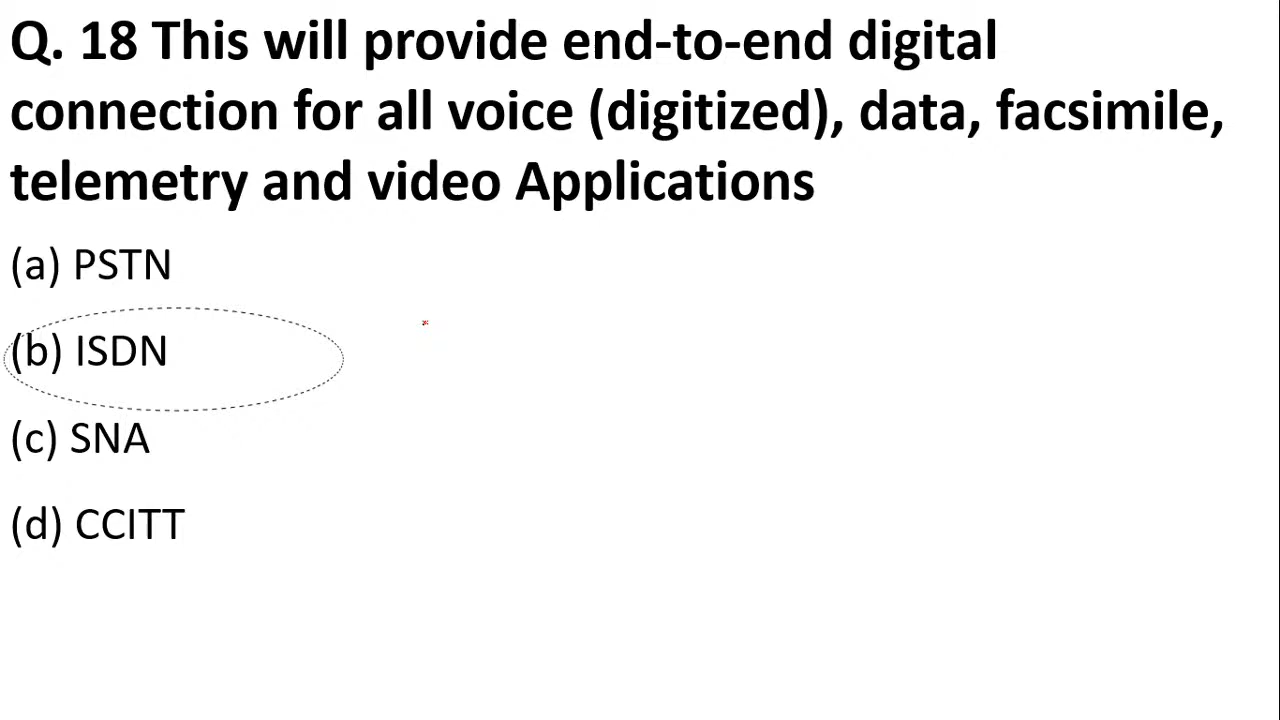 Q. 18 This will provide end-to-end digital
connection for all voice (digitized), data, facsimile,
telemetry and video Applications
(a) PSTN
(b) ISDN
(c) SNA
(d) CCITT